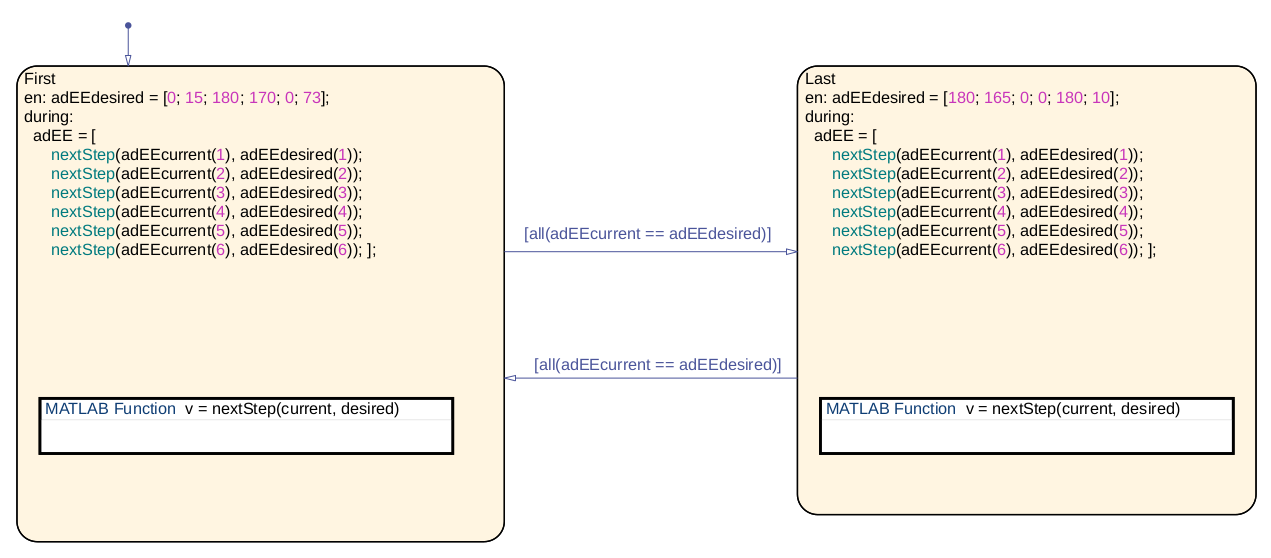 First
en: adEEdesired = [0; 15; 180; 170; 0; 73];
during:
adEE = [
nextStep(adEEcurrent(1), adEEdesired(1));
nextStep(adEEcurrent(2), adEEdesired(2));
nextStep(adEEcurrent(3), adEEdesired(3));
nextStep(adEEcurrent(4), adEEdesired(4));
nextStep(adEEcurrent(5), adEEdesired(5));
nextStep(adEEcurrent(6), adEEdesired(6)); ];
MATLAB Function v = nextStep(current, desired)
[all(adEEcurrent == adEEdesired)]
[all(adEEcurrent == adEEdesired)]
Last
en: adEEdesired = [180; 165; 0; 0; 180; 10];
during:
adEE = [
nextStep(adEEcurrent(1), adEEdesired(1));
nextStep(adEEcurrent(2), adEEdesired(2));
nextStep(adEEcurrent(3), adEEdesired(3));
nextStep(adEEcurrent(4), adEEdesired(4));
nextStep(adEEcurrent(5), adEEdesired(5));
nextStep(adEEcurrent(6), adEEdesired(6)); ];
MATLAB Function v = nextStep(current, desired)